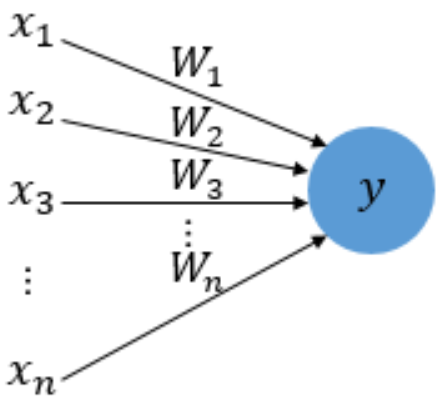 x₁
W₁
x₂
W₂
x₃
W₃
y
⋮
Wₙ
⋮
xₙ